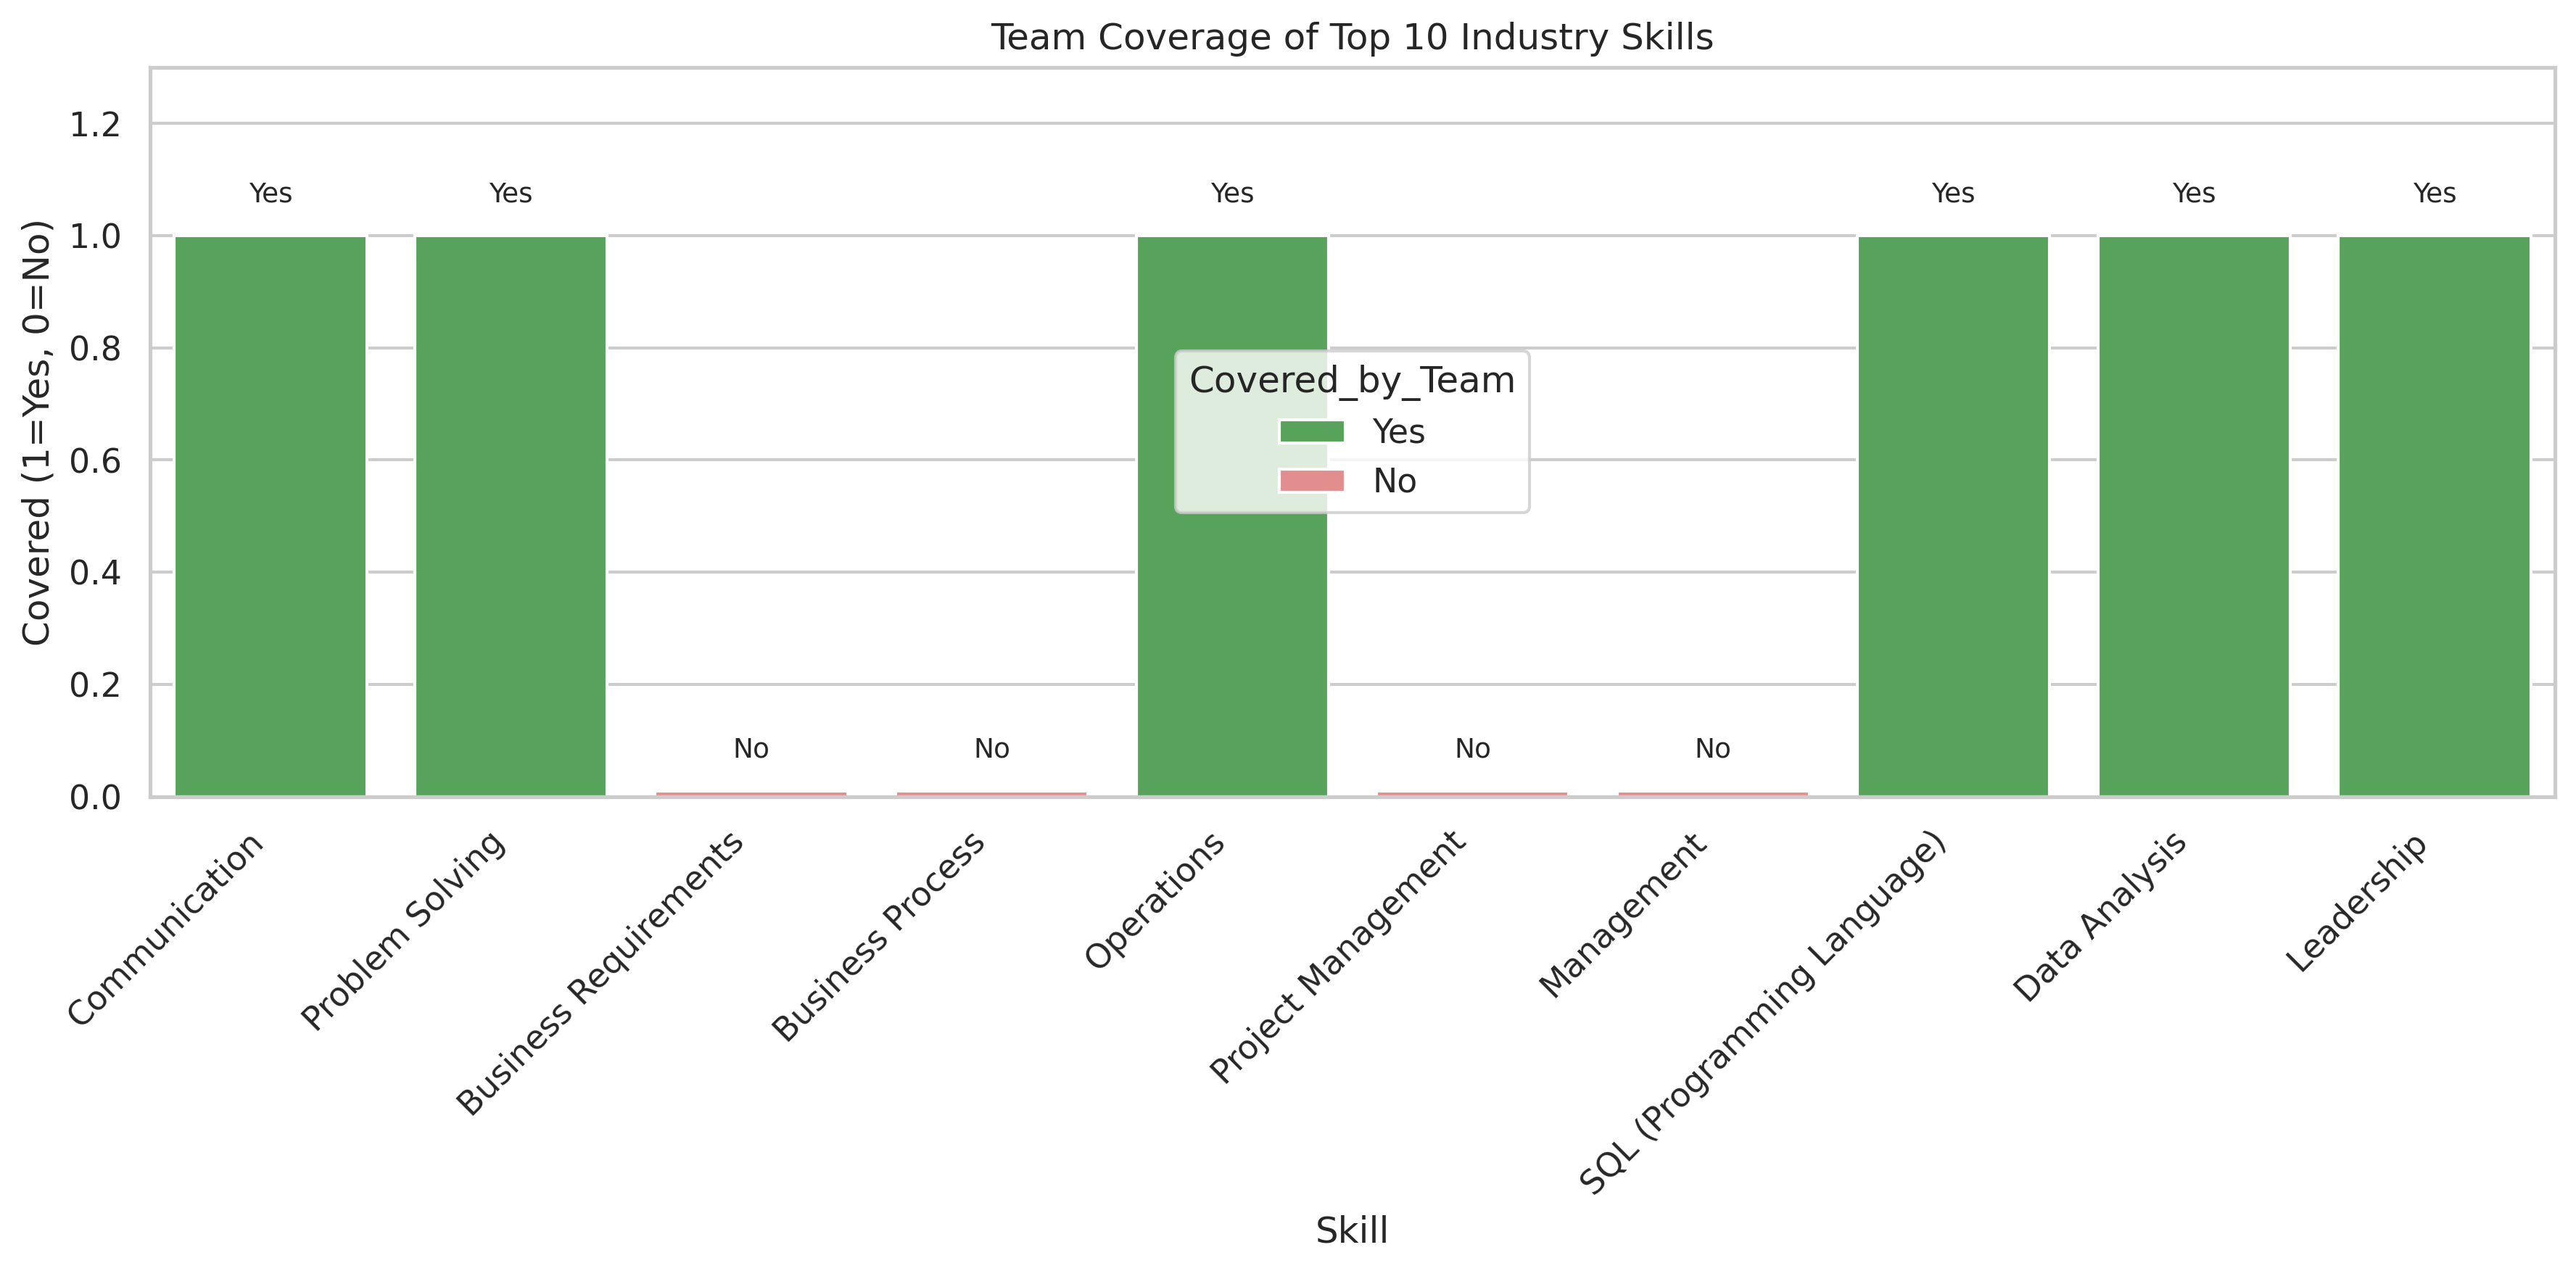 Team Coverage of Top 10 Industry Skills
Covered (1=Yes, 0=No)
1.2
1.0
0.8
0.6
0.4
0.2
0.0
Yes
Yes
No
No
Yes
No
No
Yes
Yes
Yes
Covered_by_Team
Yes
No
Communication
Problem Solving
Business Requirements
Business Process
Operations
Project Management
Management
SQL (Programming Language)
Data Analysis
Leadership
Skill